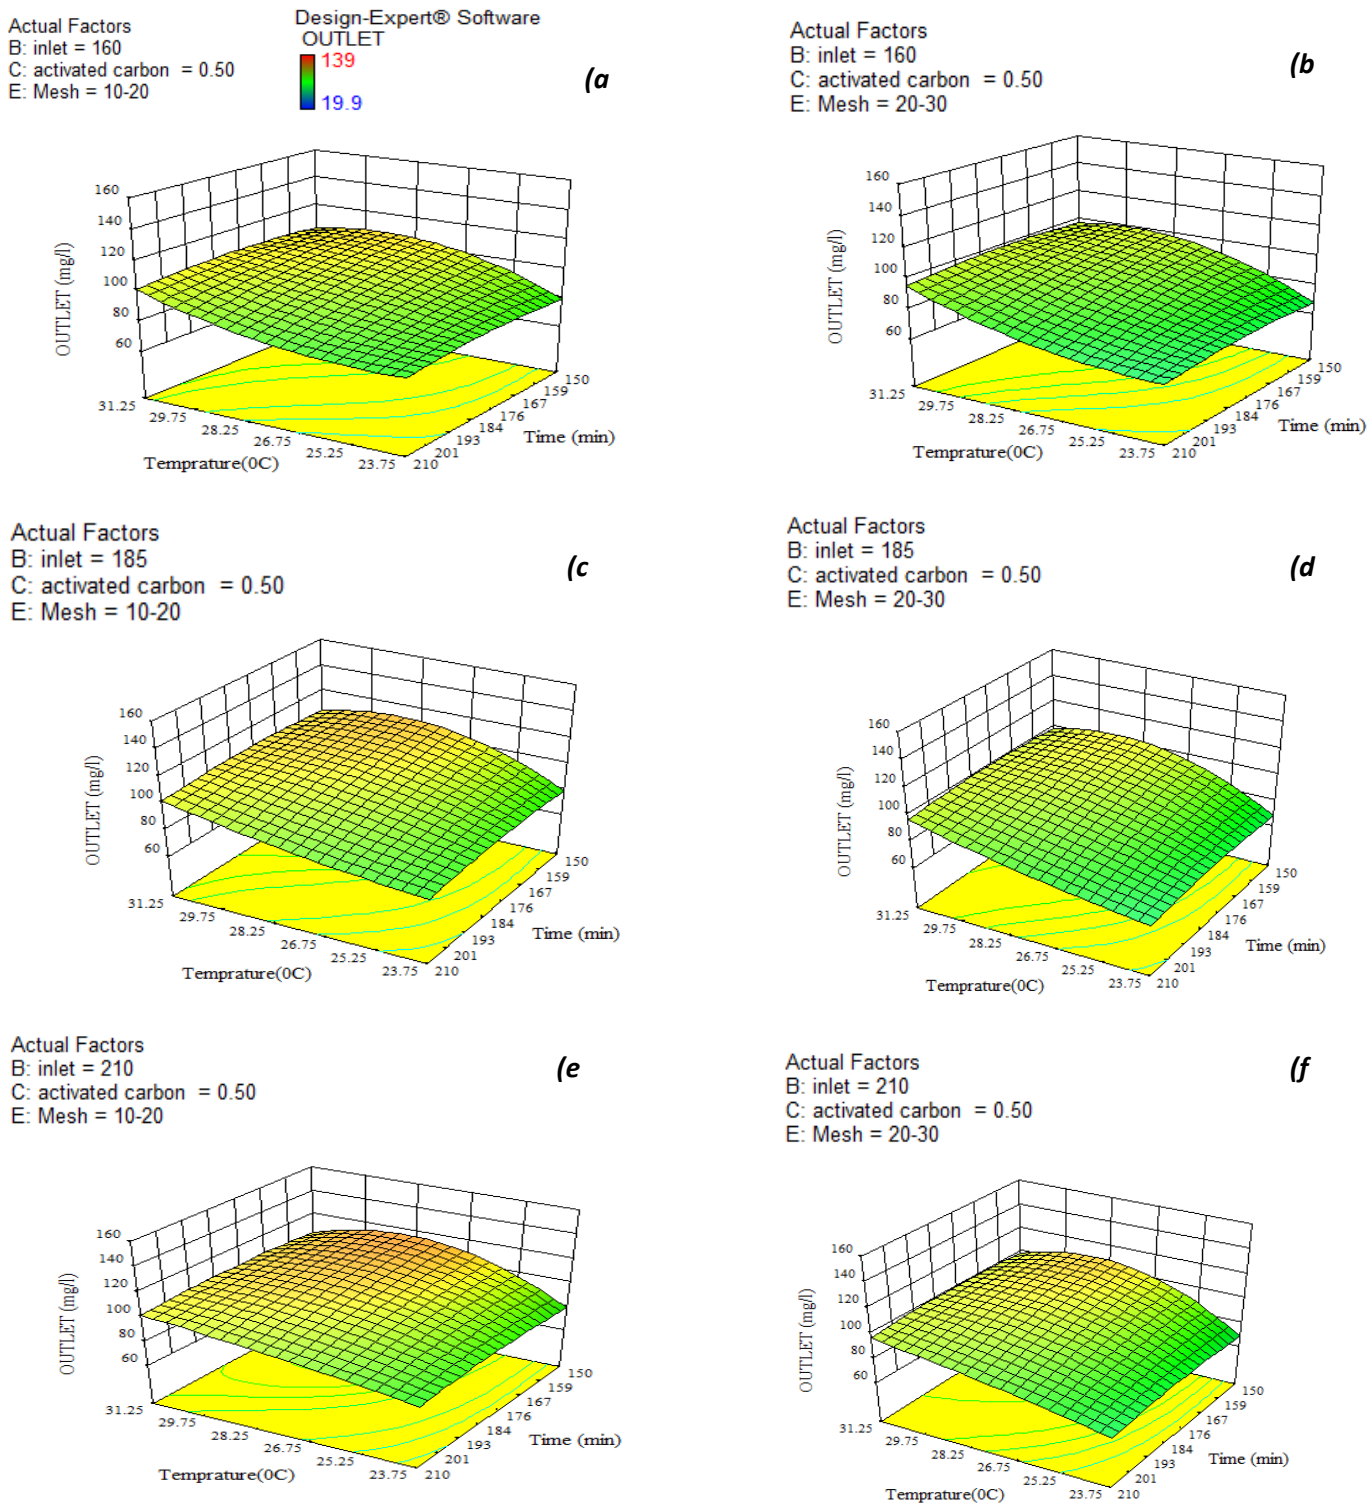 Actual Factors
B: inlet = 160
C: activated carbon = 0.50
E: Mesh = 10-20
Design-Expert® Software
OUTLET
139
19.9
(a
160
140
120
100
80
60
OUTLET (mg/l)
31.25
29.75
28.25
26.75
25.25
23.75
Temprature(0C)
210
201
193
184
176
167
159
150
Time (min)
Actual Factors
B: inlet = 160
C: activated carbon = 0.50
E: Mesh = 20-30
(b
160
140
120
100
80
60
OUTLET (mg/l)
31.25
29.75
28.25
26.75
25.25
23.75
Temprature(0C)
210
201
193
184
176
167
159
150
Time (min)
Actual Factors
B: inlet = 185
C: activated carbon = 0.50
E: Mesh = 10-20
(c
160
140
120
100
80
60
OUTLET (mg/l)
31.25
29.75
28.25
26.75
25.25
23.75
Temprature(0C)
210
201
193
184
176
167
159
150
Time (min)
Actual Factors
B: inlet = 185
C: activated carbon = 0.50
E: Mesh = 20-30
(d
160
140
120
100
80
60
OUTLET (mg/l)
31.25
29.75
28.25
26.75
25.25
23.75
Temprature(0C)
210
201
193
184
176
167
159
150
Time (min)
Actual Factors
B: inlet = 210
C: activated carbon = 0.50
E: Mesh = 10-20
(e
160
140
120
100
80
60
OUTLET (mg/l)
31.25
29.75
28.25
26.75
25.25
23.75
Temprature(0C)
210
201
193
184
176
167
159
150
Time (min)
Actual Factors
B: inlet = 210
C: activated carbon = 0.50
E: Mesh = 20-30
(f
160
140
120
100
80
60
OUTLET (mg/l)
31.25
29.75
28.25
26.75
25.25
23.75
Temprature(0C)
210
201
193
184
176
167
159
150
Time (min)